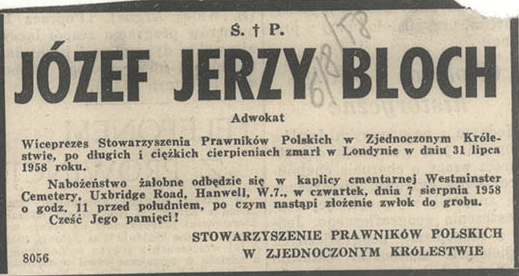 Ś. † P.
JÓZEF JERZY BLOCH
6/8/58
Adwokat
Wiceprezes Stowarzyszenia Prawników Polskich w Zjednoczonym Króle-
stwie, po długich i ciężkich cierpieniach zmarł w Londynie w dniu 31 lipca
1958 roku.
Nabożeństwo żałobne odbędzie się w kaplicy cmentarnej Westminster
Cemetery, Uxbridge Road, Hanwell, W.7., w czwartek, dnia 7 sierpnia 1958
o godz. 11 przed południem, po czym nastąpi złożenie zwłok do grobu.
Cześć Jego pamięci!
STOWARZYSZENIE PRAWNIKÓW POLSKICH
W ZJEDNOCZONYM KRÓLESTWIE
8056